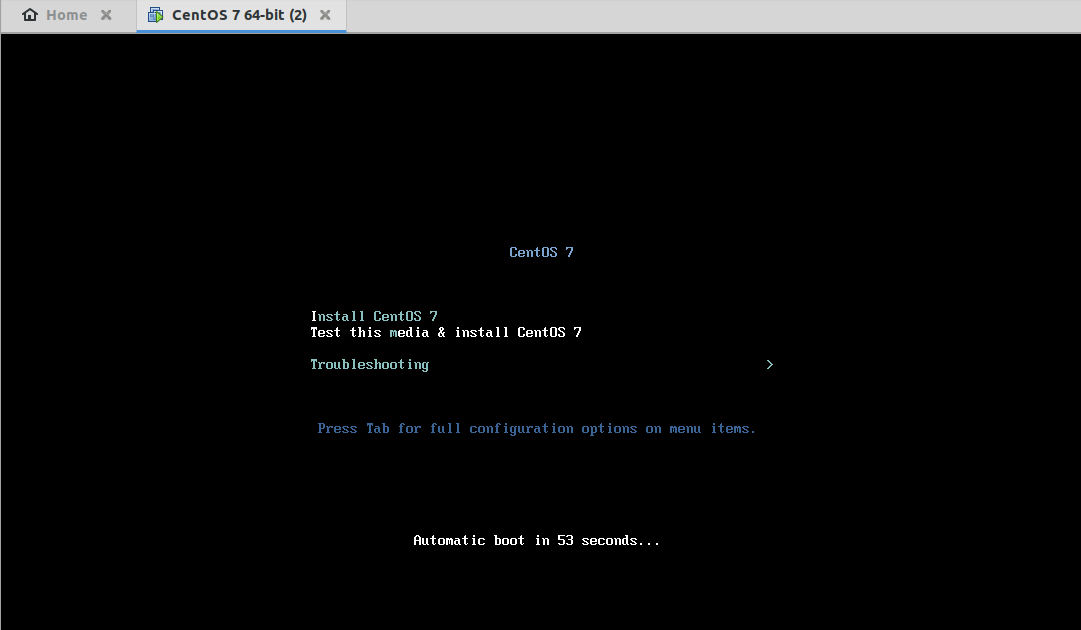 Home
CentOS 7 64-bit (2)
CentOS 7
Install CentOS 7
Test this media & install CentOS 7
Troubleshooting >
Press Tab for full configuration options on menu items.
Automatic boot in 53 seconds...